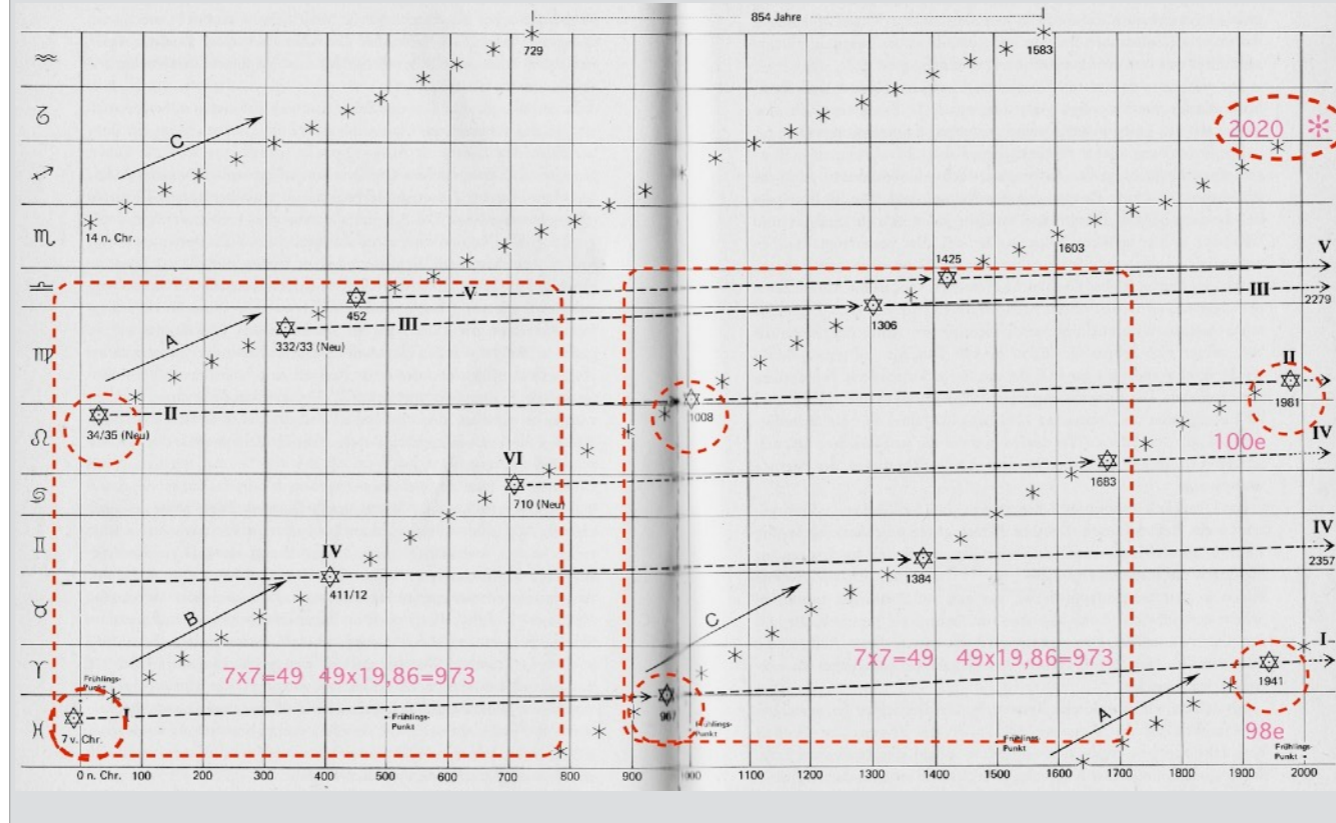 854 Jahre
729
1583
♒
♑
C
2020 *
♐
14 n. Chr.
♏
1603
V
1425
♎
452
V
III
2279
A
III
332/33 (Neu)
1306
♍
II
II
34/35 (Neu)
1008
1981
♌
100e
IV
VI
710 (Neu)
1683
♋
♊
IV
IV
411/12
1384
2357
♉
B
C
7x7=49 49x19,86=973
7x7=49 49x19,86=973
I
♈
Frühlings-
Punkt
1941
I
967
A
7 v. Chr.
Frühlings-
Punkt
Frühlings-
Punkt
Frühlings-
Punkt
98e
Frühlings-
Punkt
♓
0 n. Chr. 100 200 300 400 500 600 700 800 900 1000 1100 1200 1300 1400 1500 1600 1700 1800 1900 2000